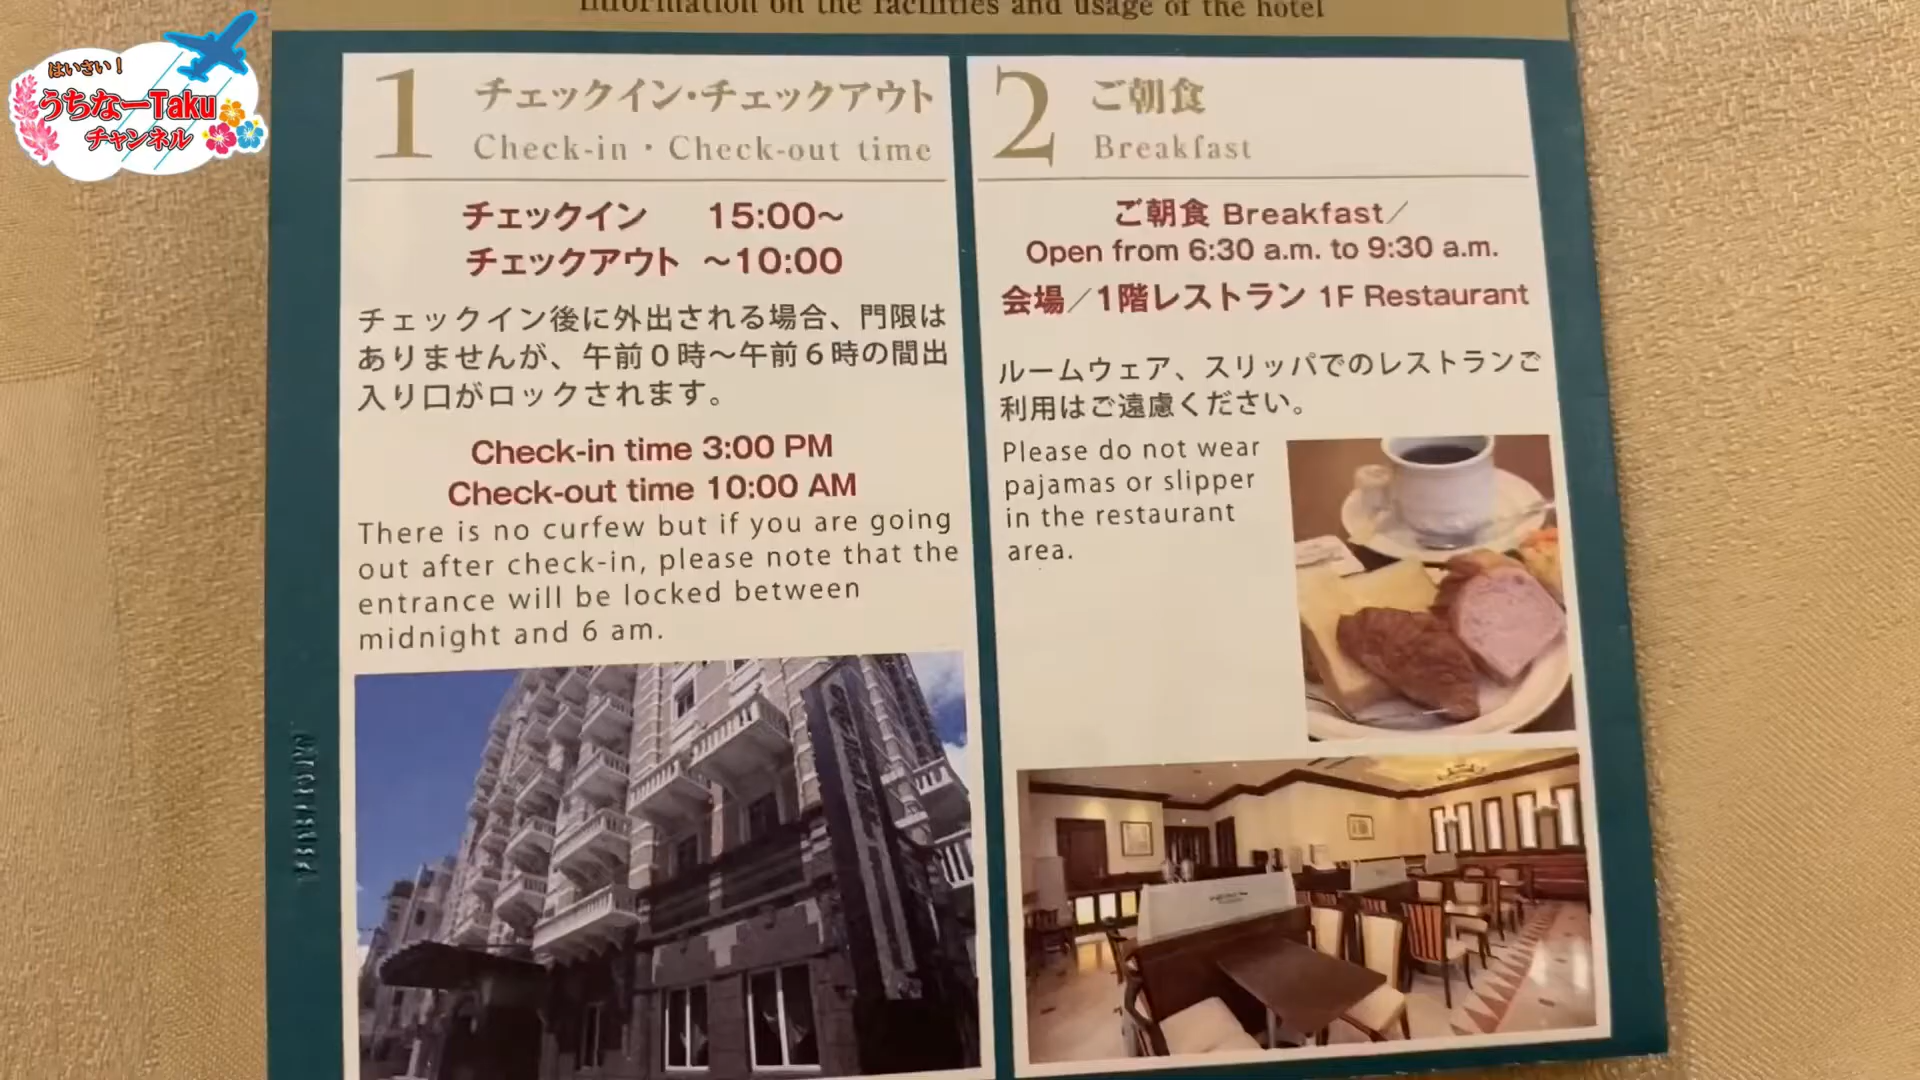 Information on the facilities and usage of the hotel
はいさい!
うちなーTaku
チャンネル
1
チェックイン・チェックアウト
Check-in・Check-out time
チェックイン 15:00〜
チェックアウト 〜10:00
チェックイン後に外出される場合、門限は
ありませんが、午前0時〜午前6時の間出
入り口がロックされます。
Check-in time 3:00 PM
Check-out time 10:00 AM
There is no curfew but if you are going
out after check-in, please note that the
entrance will be locked between
midnight and 6 am.
2
ご朝食
Breakfast
ご朝食 Breakfast/
Open from 6:30 a.m. to 9:30 a.m.
会場/1階レストラン 1F Restaurant
ルームウェア、スリッパでのレストランご
利用はご遠慮ください。
Please do not wear
pajamas or slipper
in the restaurant
area.